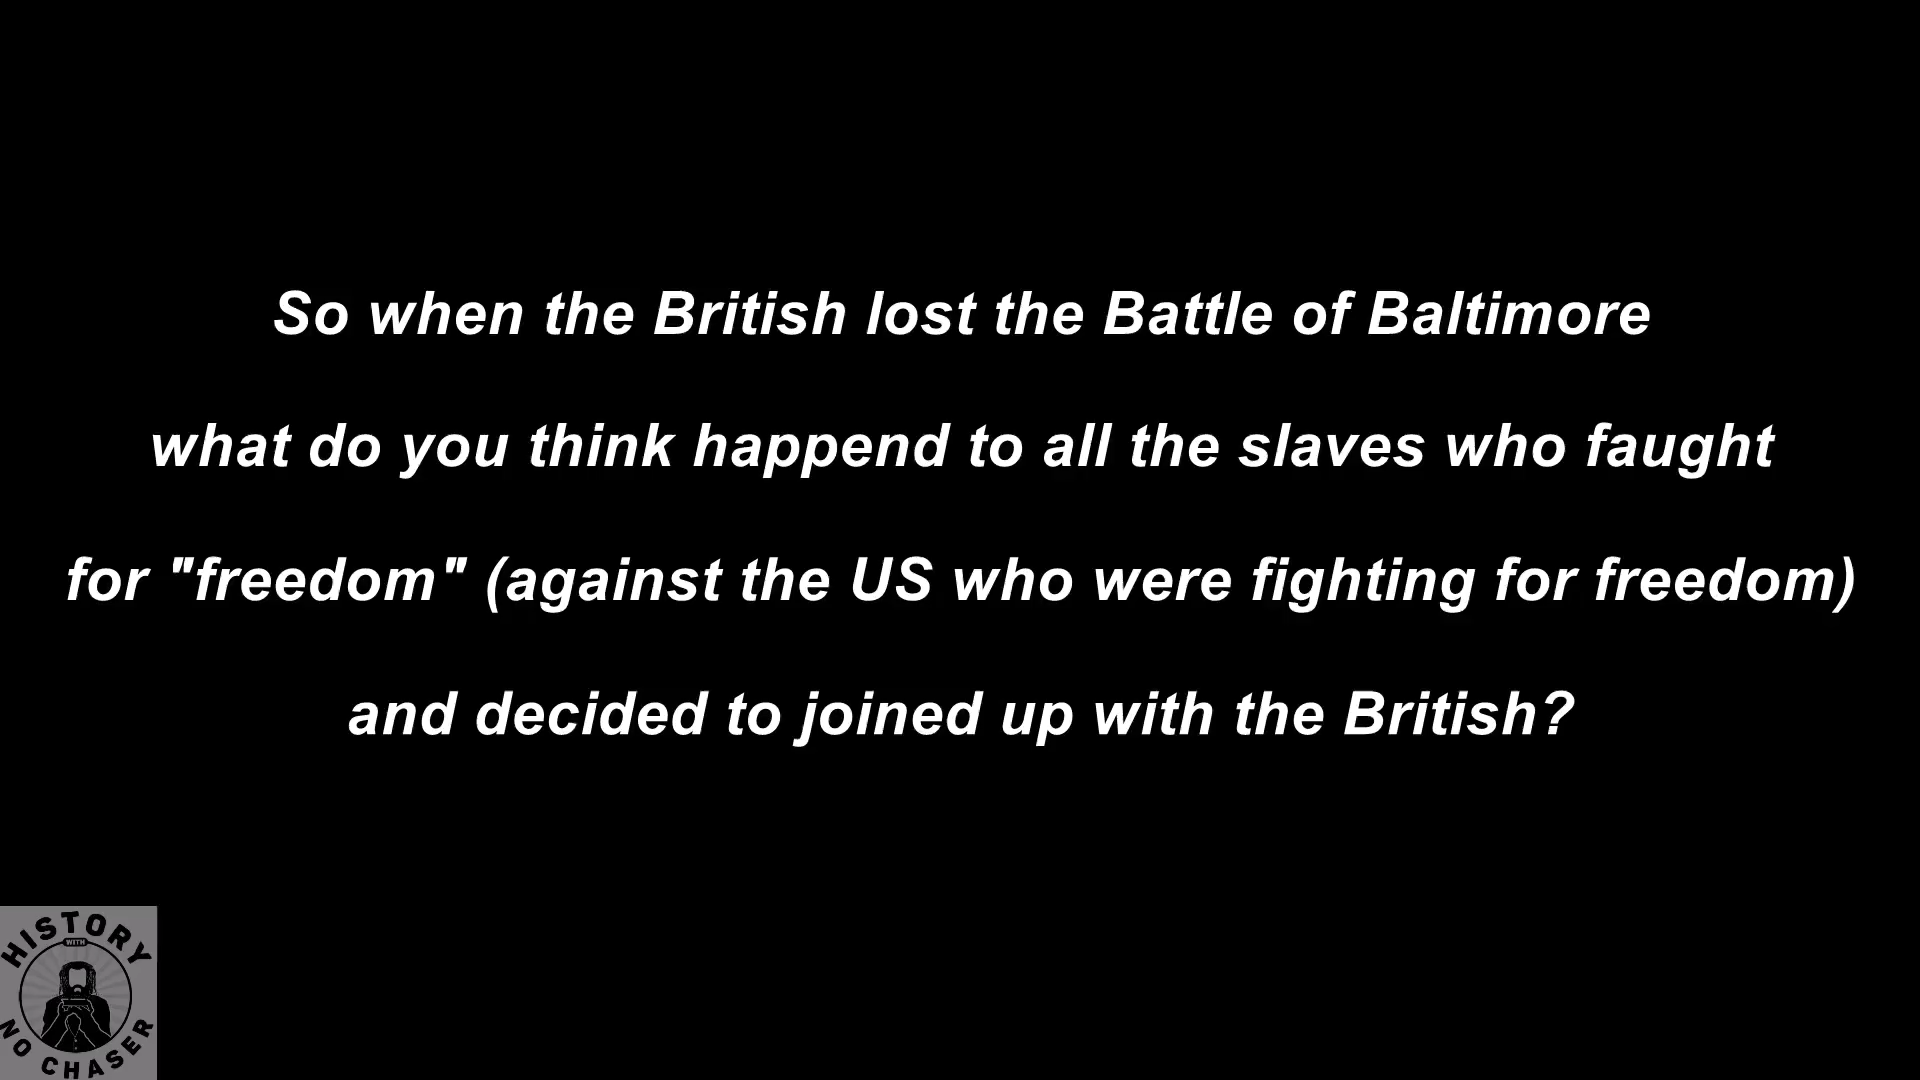 So when the British lost the Battle of Baltimore
what do you think happend to all the slaves who faught
for "freedom" (against the US who were fighting for freedom)
and decided to joined up with the British?
HISTORY
WITH
NO CHASER